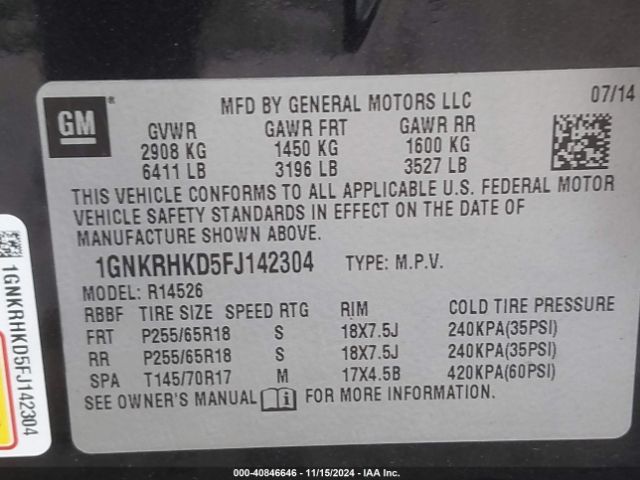 GM®
MFD BY GENERAL MOTORS LLC 07/14
GVWR GAWR FRT GAWR RR
2908 KG 1450 KG 1600 KG
6411 LB 3196 LB 3527 LB
THIS VEHICLE CONFORMS TO ALL APPLICABLE U.S. FEDERAL MOTOR
VEHICLE SAFETY STANDARDS IN EFFECT ON THE DATE OF
MANUFACTURE SHOWN ABOVE.
1GNKRHKD5FJ142304 TYPE: M.P.V.
MODEL: R14526
RBBF TIRE SIZE SPEED RTG RIM COLD TIRE PRESSURE
FRT P255/65R18 S 18X7.5J 240KPA(35PSI)
RR P255/65R18 S 18X7.5J 240KPA(35PSI)
SPA T145/70R17 M 17X4.5B 420KPA(60PSI)
SEE OWNER'S MANUAL i FOR MORE INFORMATION.
1GNKRHKD5FJ142304
000-40846646 - 11/15/2024 - IAA Inc.